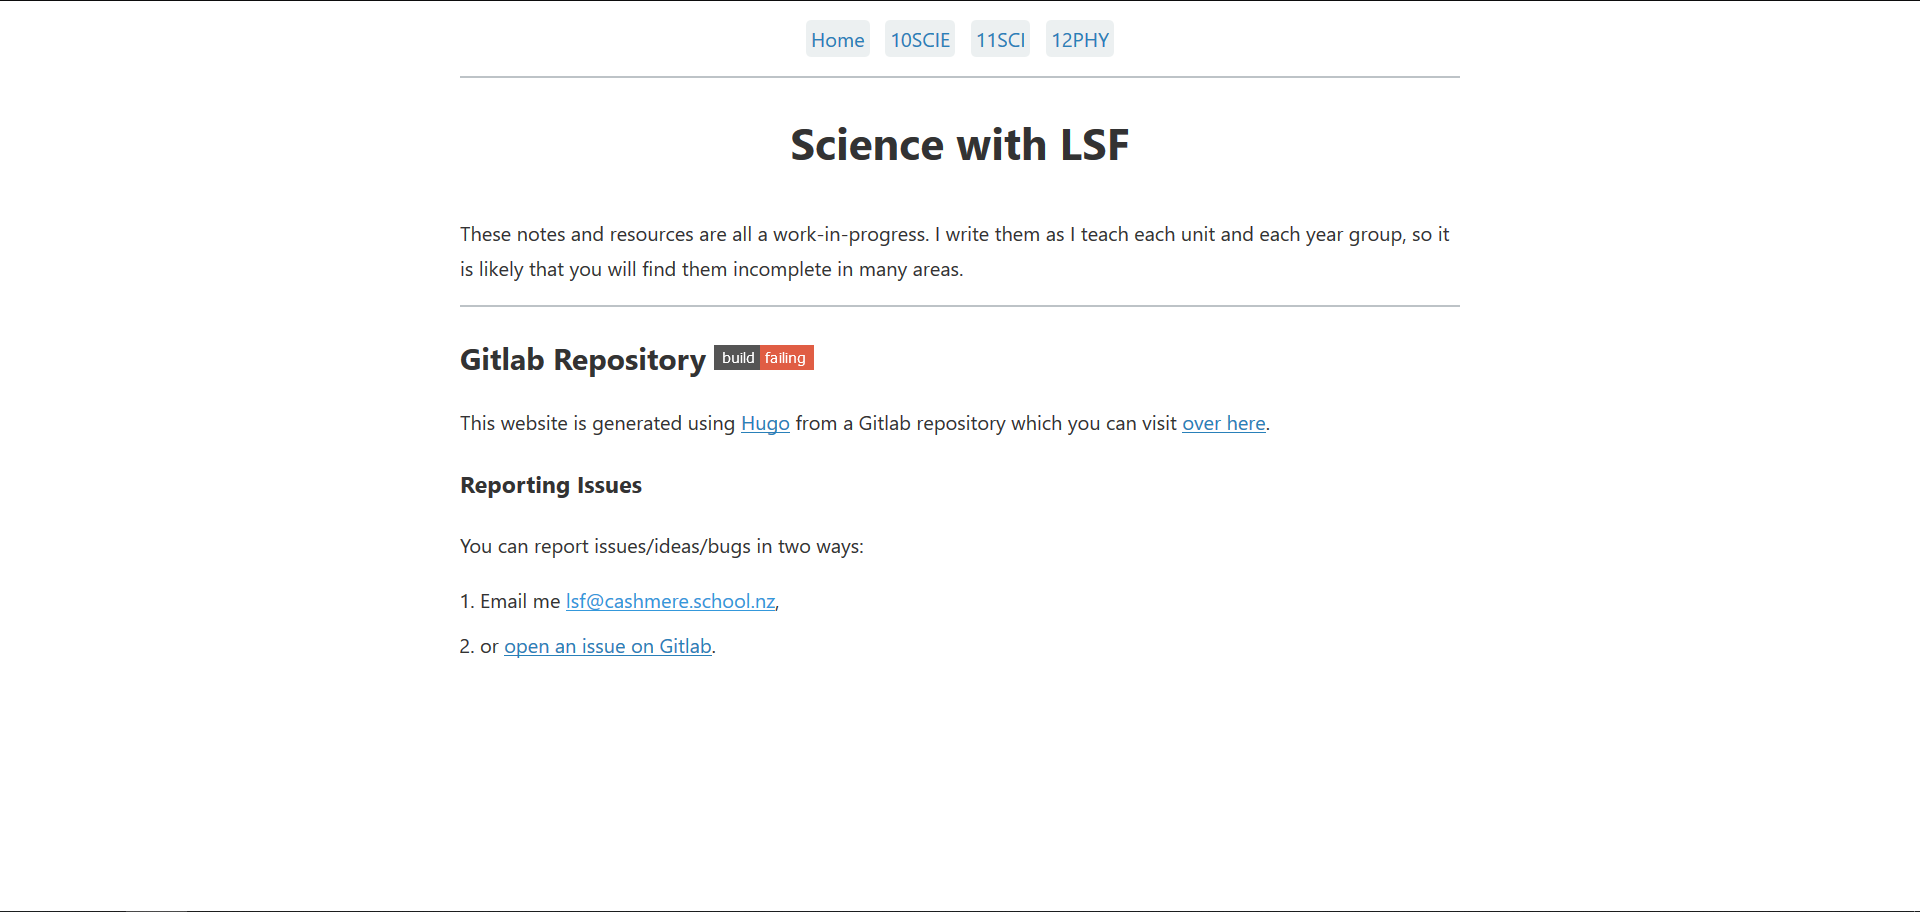 Home 10SCIE 11SCI 12PHY
Science with LSF
These notes and resources are all a work-in-progress. I write them as I teach each unit and each year group, so it
is likely that you will find them incomplete in many areas.
Gitlab Repository build failing
This website is generated using Hugo from a Gitlab repository which you can visit over here.
Reporting Issues
You can report issues/ideas/bugs in two ways:
1. Email me lsf@cashmere.school.nz,
2. or open an issue on Gitlab.